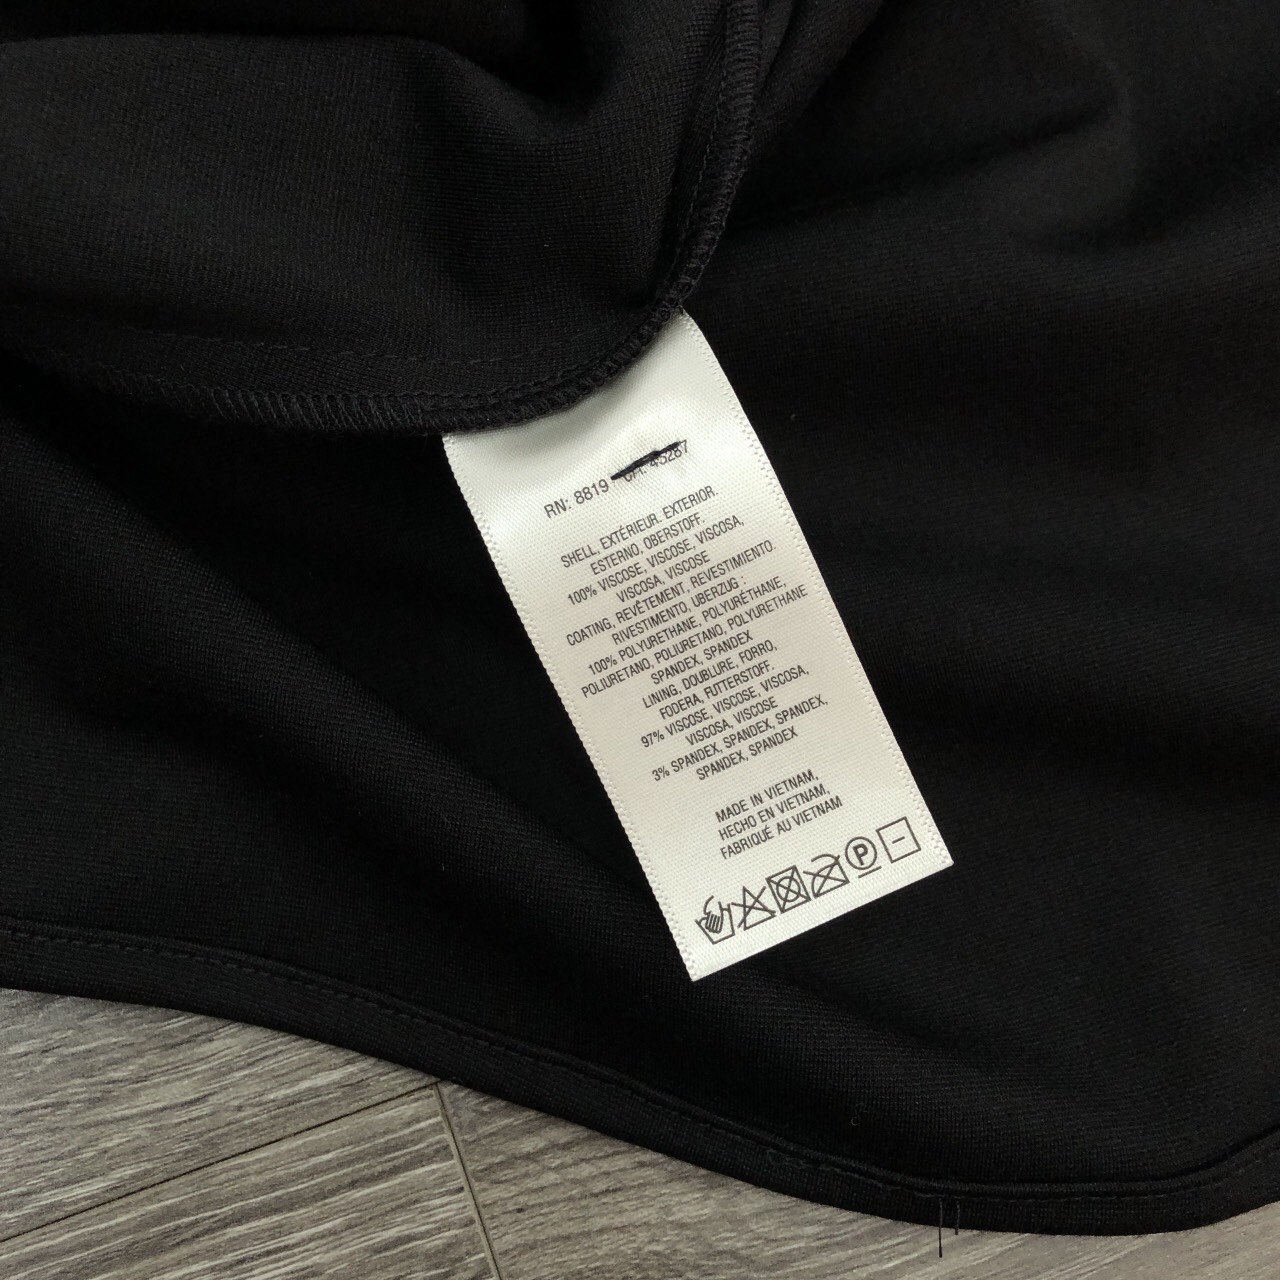 RN: 8819 45287
SHELL, EXTÉRIEUR. EXTERIOR.
ESTERNO, OBERSTOFF.
100% VISCOSE, VISCOSE, VISCOSA,
VISCOSA, VISCOSE
COATING, REVÊTEMENT, REVESTIMIENTO.
RIVESTIMENTO, UBERZUG :
100% POLYURETHANE, POLYURÉTHANE,
POLIURETANO, POLIURETANO, POLYURETHANE
SPANDEX, SPANDEX
LINING, DOUBLURE, FORRO,
FODERA, FUTTERSTOFF.
97% VISCOSE, VISCOSE, VISCOSA,
VISCOSA, VISCOSE
3% SPANDEX, SPANDEX, SPANDEX,
SPANDEX, SPANDEX
MADE IN VIETNAM,
HECHO EN VIETNAM,
FABRIQUÉ AU VIETNAM
P